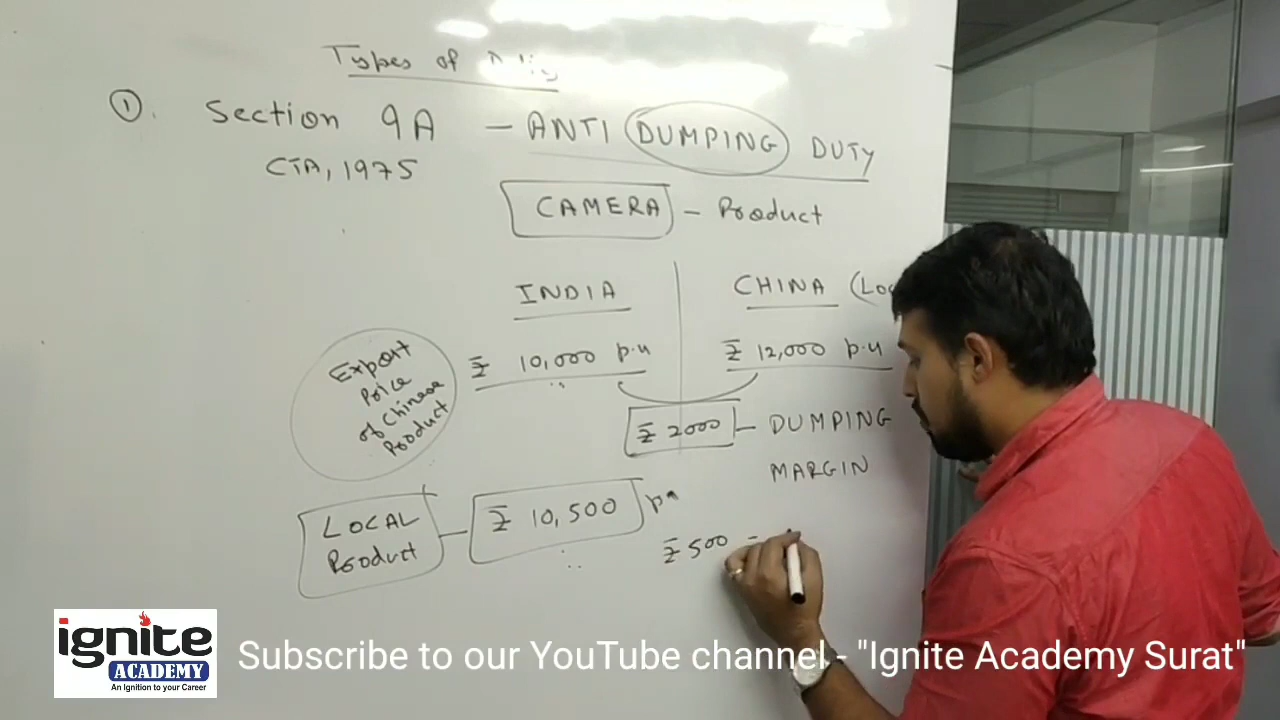 Types of
①. Section 9A - ANTI DUMPING DUTY
CTA, 1975
CAMERA - Product
INDIA
CHINA (Loc
Export
Price
of Chinese
Product
₹ 10,000 p.u
₹ 12,000 p.u
₹ 2000 - DUMPING
MARGIN
LOCAL
Product
- ₹ 10,500
₹ 500 -
ignite
ACADEMY
An Ignition to your Career
Subscribe to our YouTube channel - "Ignite Academy Surat"